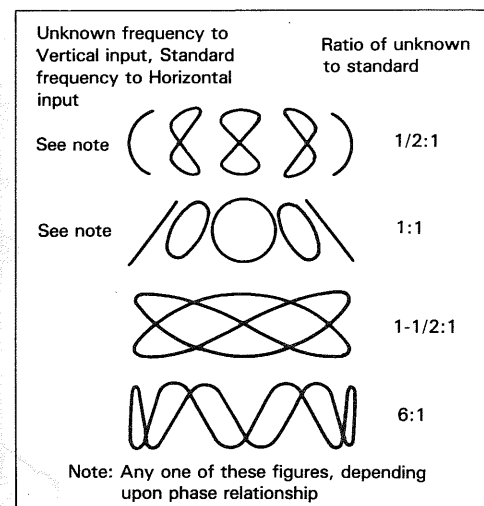 Unknown frequency to
Vertical input, Standard
frequency to Horizontal
input
Ratio of unknown
to standard
See note
1/2:1
See note
1:1
1-1/2:1
6:1
Note: Any one of these figures, depending
upon phase relationship